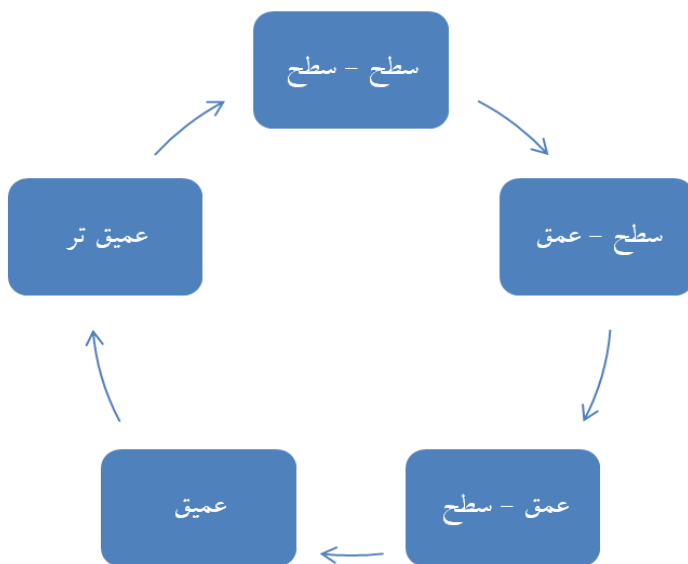 سطح – سطح
سطح – عمق
عمق – سطح
عمیق
عمیق تر